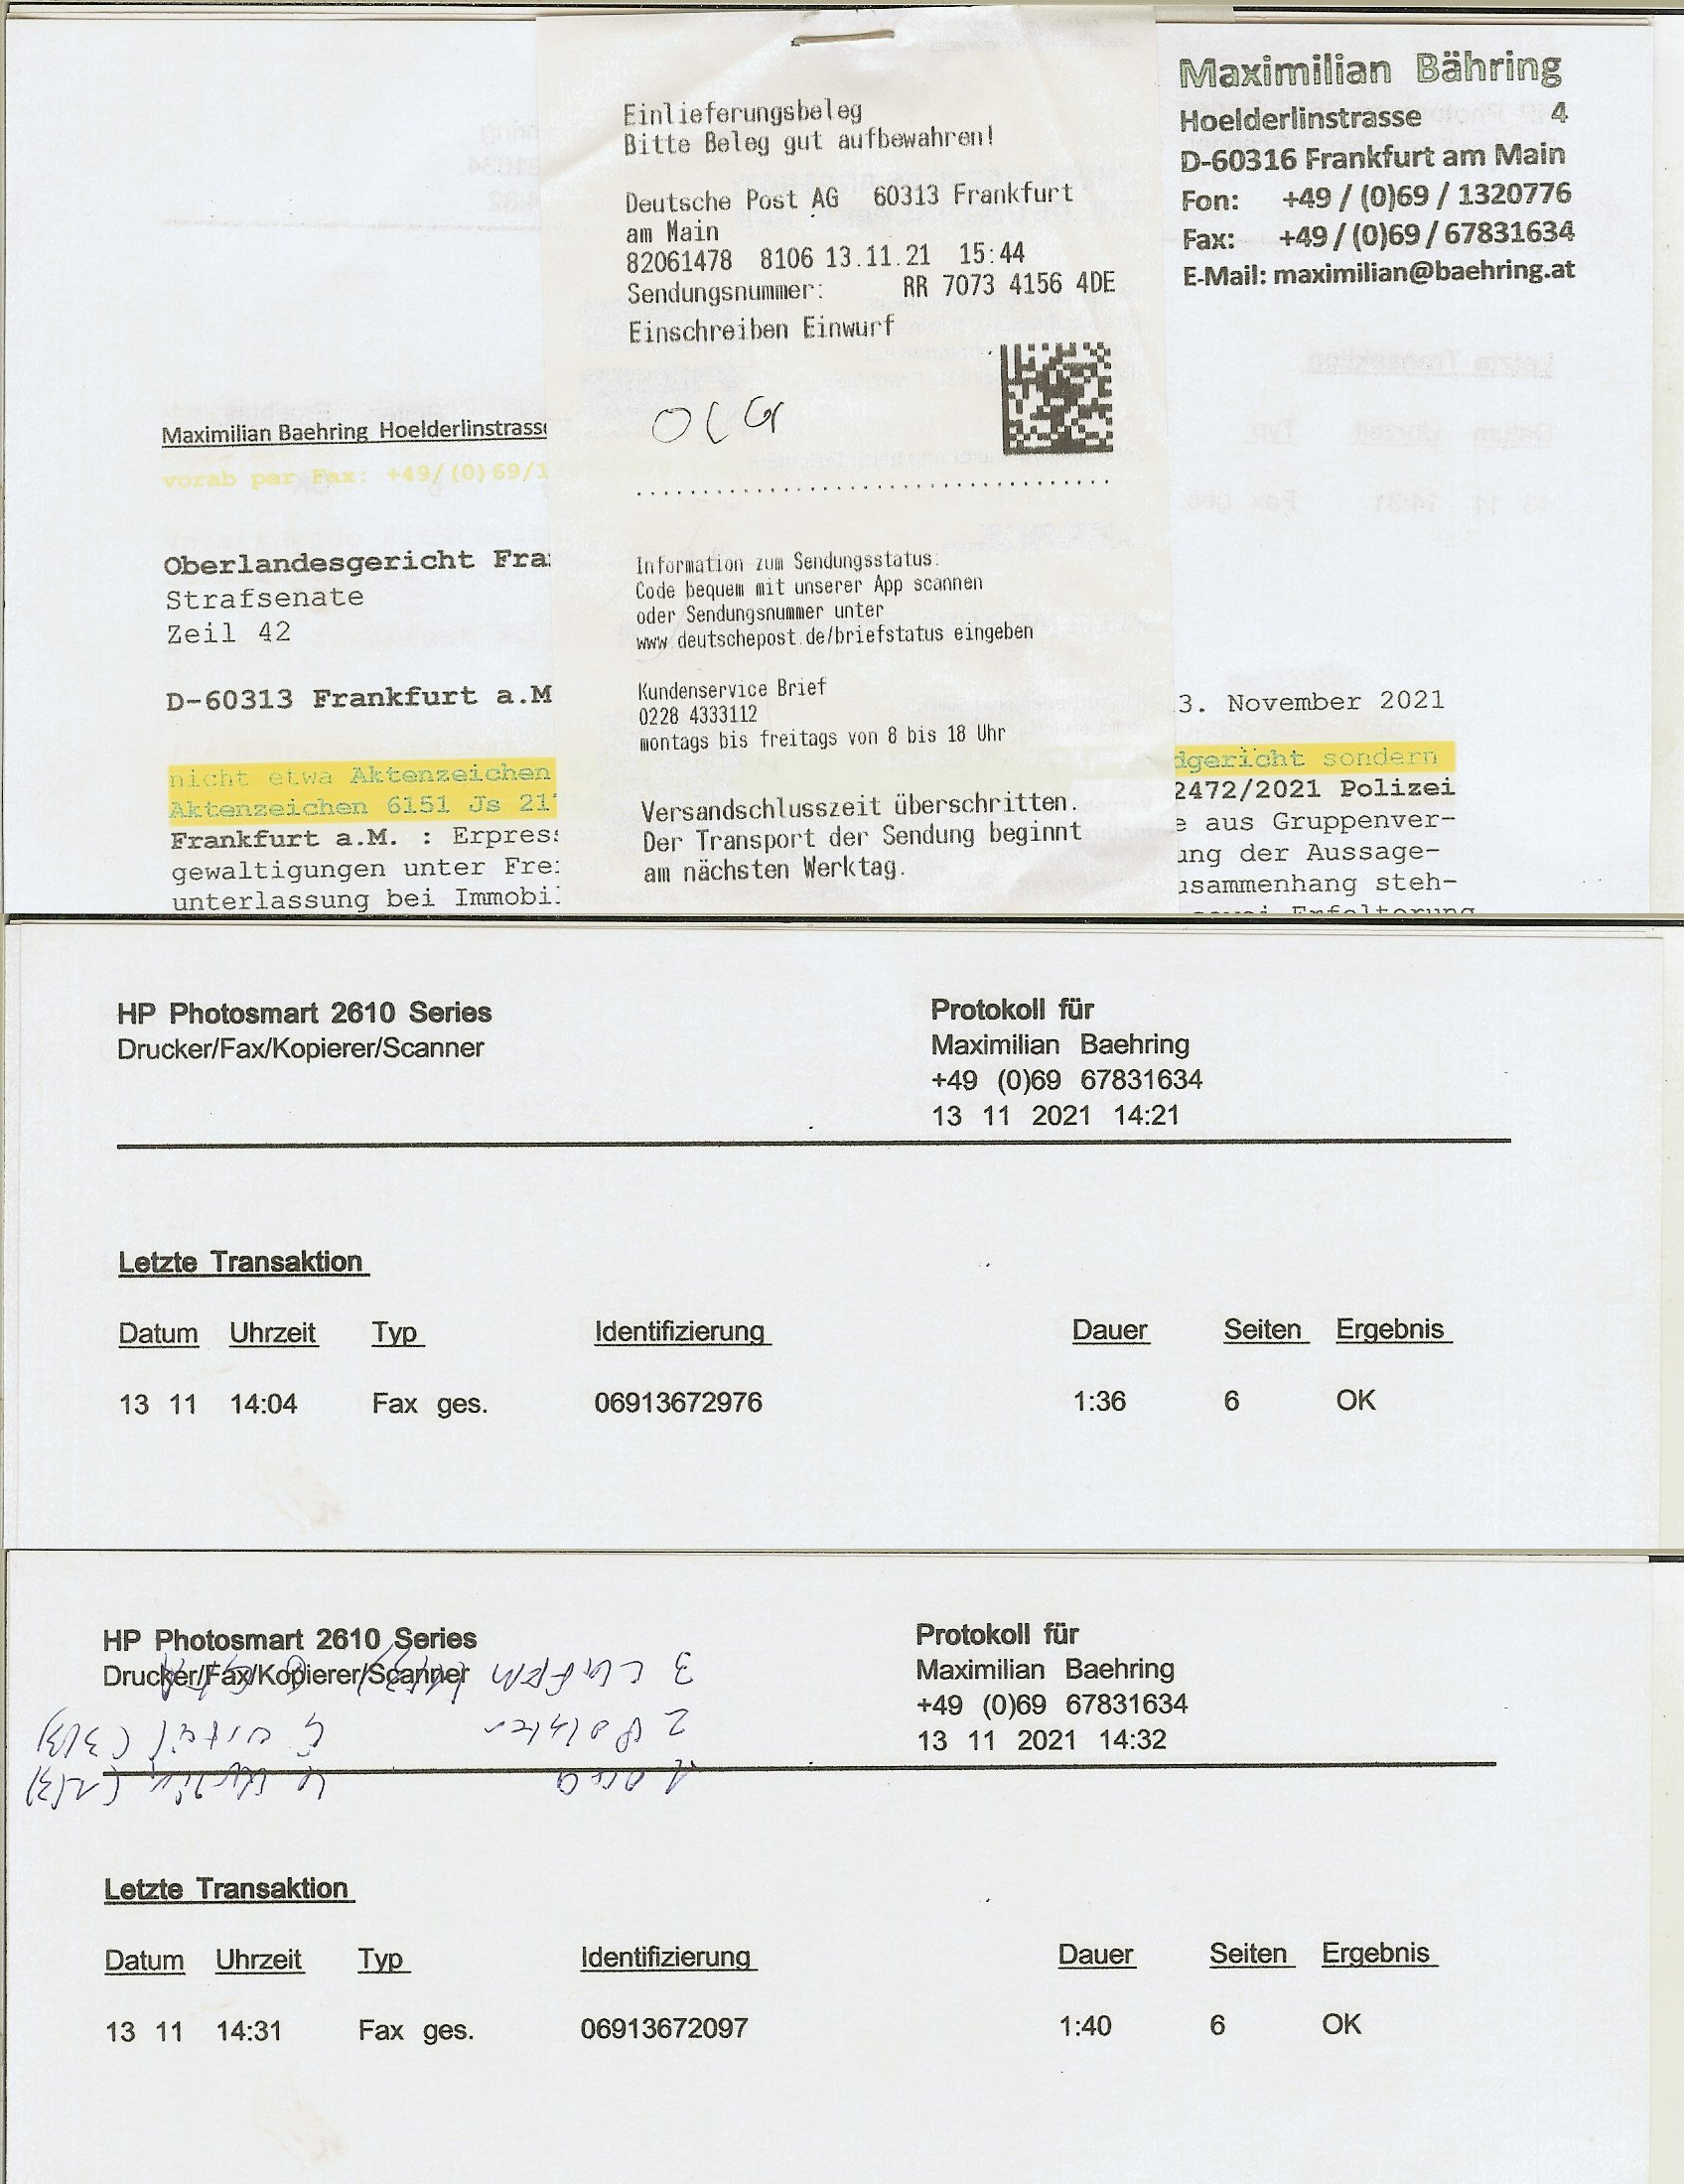 Maximilian Bähring
Hoelderlinstrasse 4
D-60316 Frankfurt am Main
Fon: +49 / (0)69 / 1320776
Fax: +49 / (0)69 / 67831634
E-Mail: maximilian@baehring.at
Einlieferungsbeleg
Bitte Beleg gut aufbewahren!
Deutsche Post AG 60313 Frankfurt
am Main
82061478 8106 13.11.21 15:44
Sendungsnummer: RR 7073 4156 4DE
Einschreiben Einwurf
OLG
Information zum Sendungsstatus:
Code bequem mit unserer App scannen
oder Sendungsnummer unter
www.deutschepost.de/briefstatus eingeben
Kundenservice Brief
0228 4333112
montags bis freitags von 8 bis 18 Uhr
Versandschlusszeit überschritten.
Der Transport der Sendung beginnt
am nächsten Werktag.
Maximilian Baehring Hoelderlinstrasse
vorab per Fax: +49/(0)69/1
Oberlandesgericht Fra
Strafsenate
Zeil 42
D-60313 Frankfurt a.M
3. November 2021
nicht etwa Aktenzeichen dgericht sondern
Aktenzeichen 6151 Js 21 2472/2021 Polizei
Frankfurt a.M. : Erpres e aus Gruppenver-
gewaltigungen unter Fre ung der Aussage-
unterlassung bei Immobi usammenhang steh-
HP Photosmart 2610 Series
Drucker/Fax/Kopierer/Scanner
Protokoll für
Maximilian Baehring
+49 (0)69 67831634
13 11 2021 14:21
Letzte Transaktion
Datum Uhrzeit Typ Identifizierung Dauer Seiten Ergebnis
13 11 14:04 Fax ges. 06913672976 1:36 6 OK
HP Photosmart 2610 Series
Drucker/Fax/Kopierer/Scanner
Protokoll für
Maximilian Baehring
+49 (0)69 67831634
13 11 2021 14:32
Letzte Transaktion
Datum Uhrzeit Typ Identifizierung Dauer Seiten Ergebnis
13 11 14:31 Fax ges. 06913672097 1:40 6 OK